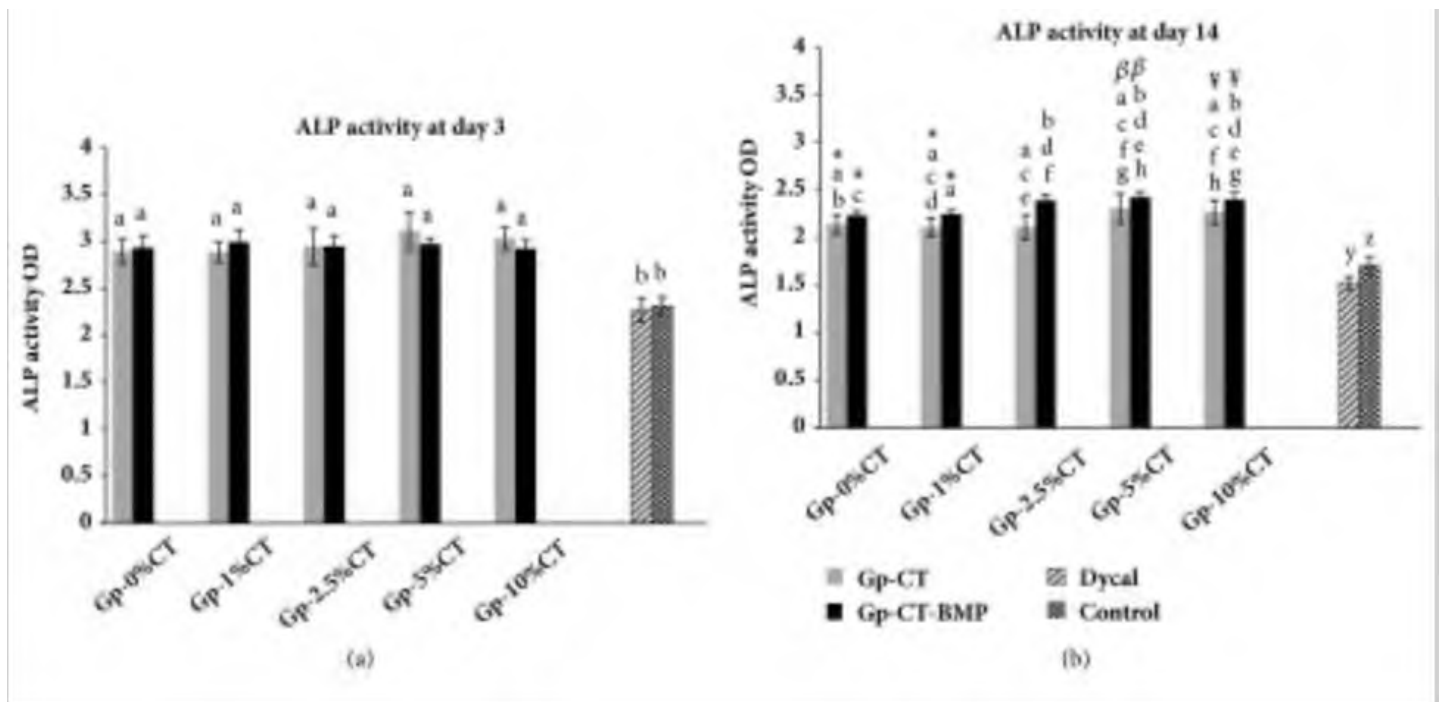 ALP activity at day 3
ALP activity OD
4
3.5
3
2.5
2
1.5
1
0.5
0
a a a a a a a a a a b b
Gp-0%CT
Gp-1%CT
Gp-2.5%CT
Gp-5%CT
Gp-10%CT
(a)
ALP activity at day 14
ALP activity OD
4
3.5
3
2.5
2
1.5
1
0.5
0
* a b
* c
* a c d
* a
a c e
b d f
β a c f g
β b d e h
¥ a c f h
¥ b d e g
y
z
Gp-0%CT
Gp-1%CT
Gp-2.5%CT
Gp-5%CT
Gp-10%CT
Gp-CT
Gp-CT-BMP
Dycal
Control
(b)